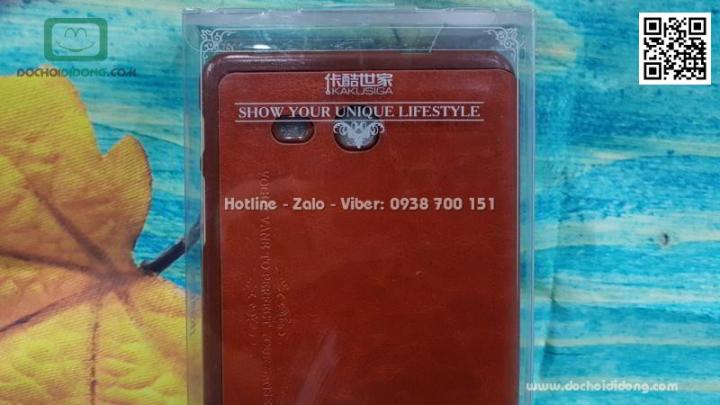 DOCHOIDIDONG.COM
佧酷世家
KAKUSIGA
SHOW YOUR UNIQUE LIFESTYLE
Hotline - Zalo - Viber: 0938 700 151
www.dochoididong.com